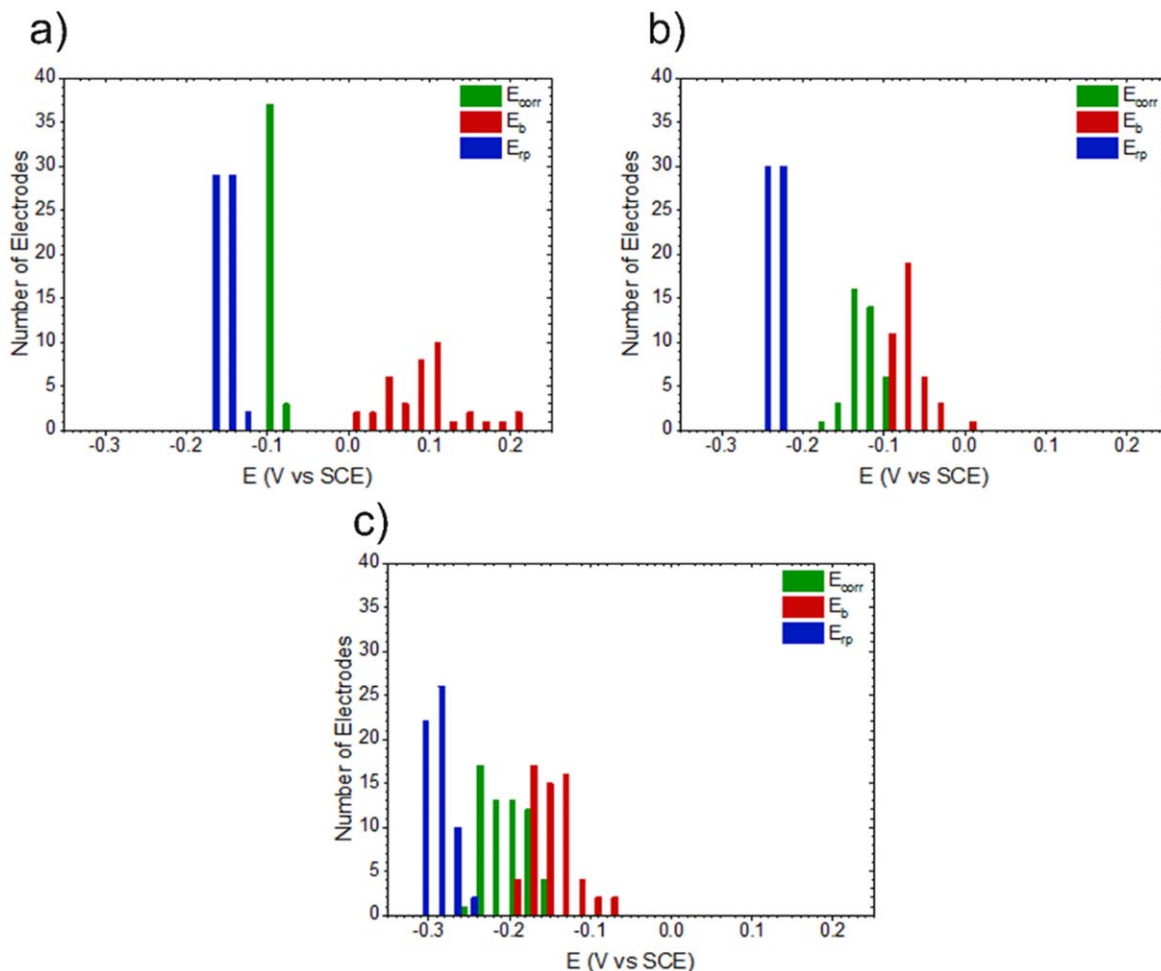 a)
40
35
30
25
20
15
10
5
0
Number of Electrodes
-0.3 -0.2 -0.1 0.0 0.1 0.2
E (V vs SCE)
Ecorr
Eb
Erp
b)
40
35
30
25
20
15
10
5
0
Number of Electrodes
-0.3 -0.2 -0.1 0.0 0.1 0.2
E (V vs SCE)
Ecorr
Eb
Erp
c)
40
35
30
25
20
15
10
5
0
Number of Electrodes
-0.3 -0.2 -0.1 0.0 0.1 0.2
E (V vs SCE)
Ecorr
Eb
Erp